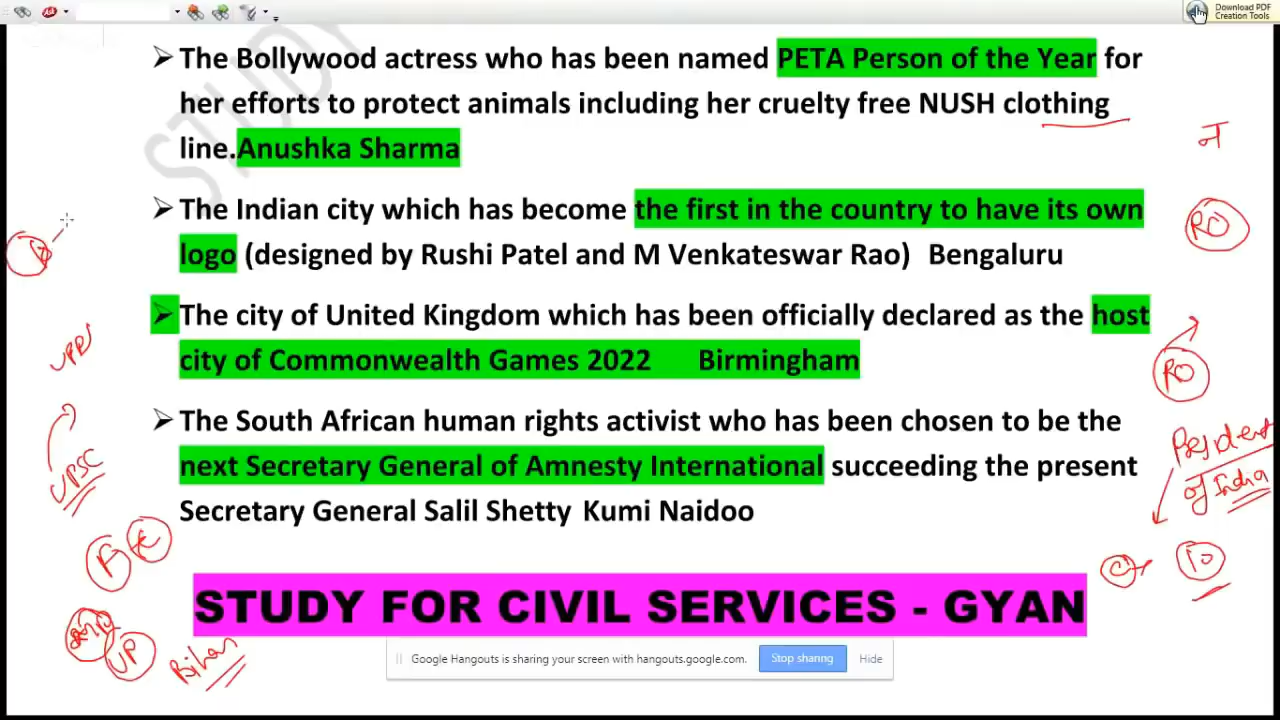 Download PDF
Creation Tools
STUDY
➢ The Bollywood actress who has been named PETA Person of the Year for
her efforts to protect animals including her cruelty free NUSH clothing
line.Anushka Sharma
➢ The Indian city which has become the first in the country to have its own
logo (designed by Rushi Patel and M Venkateswar Rao) Bengaluru
➢ The city of United Kingdom which has been officially declared as the host
city of Commonwealth Games 2022 Birmingham
➢ The South African human rights activist who has been chosen to be the
next Secretary General of Amnesty International succeeding the present
Secretary General Salil Shetty Kumi Naidoo
STUDY FOR CIVIL SERVICES - GYAN
Google Hangouts is sharing your screen with hangouts.google.com.
Stop sharing
Hide
न
RO
RO
President
of India
UPSC
UP
Bihar